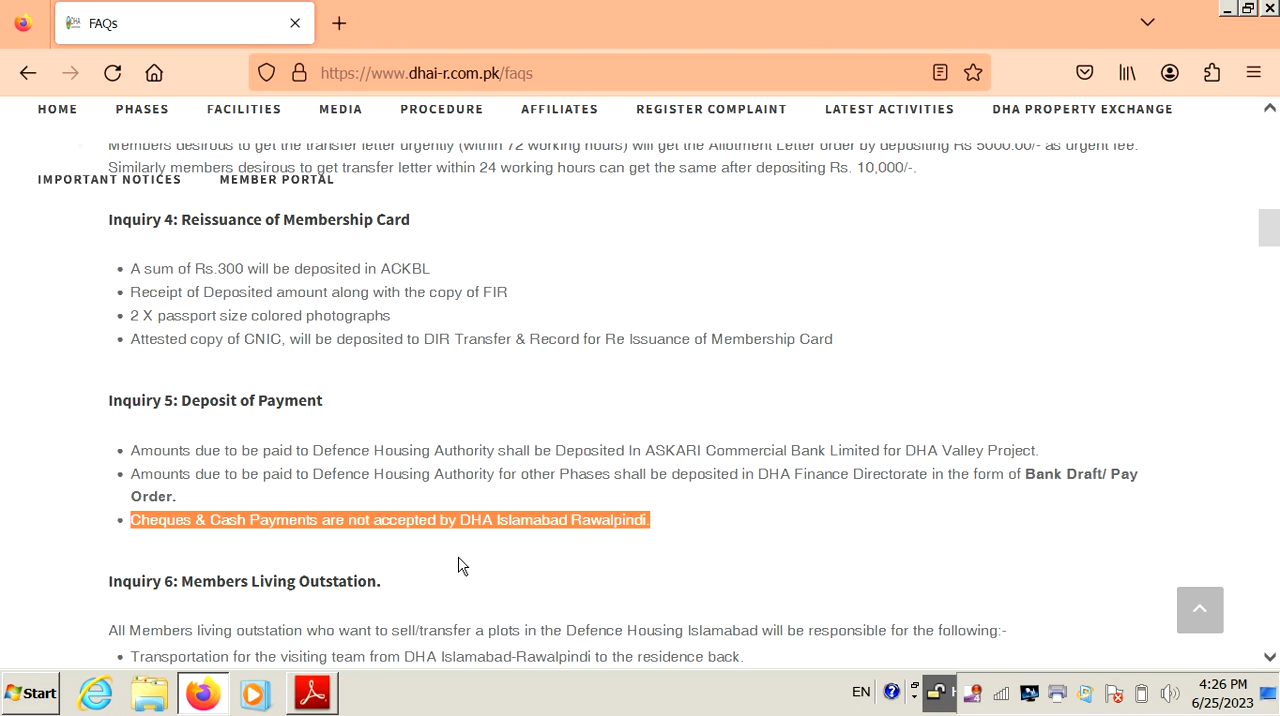 FAQs
https://www.dhai-r.com.pk/faqs
HOME PHASES FACILITIES MEDIA PROCEDURE AFFILIATES REGISTER COMPLAINT LATEST ACTIVITIES DHA PROPERTY EXCHANGE
Members desirous to get the transfer letter urgently (within 72 working hours) will get the Allotment Letter order by depositing Rs 5000.00/- as urgent fee.
Similarly members desirous to get transfer letter within 24 working hours can get the same after depositing Rs. 10,000/-.
IMPORTANT NOTICES MEMBER PORTAL
Inquiry 4: Reissuance of Membership Card
• A sum of Rs.300 will be deposited in ACKBL
• Receipt of Deposited amount along with the copy of FIR
• 2 X passport size colored photographs
• Attested copy of CNIC, will be deposited to DIR Transfer & Record for Re Issuance of Membership Card
Inquiry 5: Deposit of Payment
• Amounts due to be paid to Defence Housing Authority shall be Deposited In ASKARI Commercial Bank Limited for DHA Valley Project.
• Amounts due to be paid to Defence Housing Authority for other Phases shall be deposited in DHA Finance Directorate in the form of Bank Draft/ Pay
Order.
• Cheques & Cash Payments are not accepted by DHA Islamabad Rawalpindi.
Inquiry 6: Members Living Outstation.
All Members living outstation who want to sell/transfer a plots in the Defence Housing Islamabad will be responsible for the following:-
• Transportation for the visiting team from DHA Islamabad-Rawalpindi to the residence back.
Start
EN
4:26 PM
6/25/2023